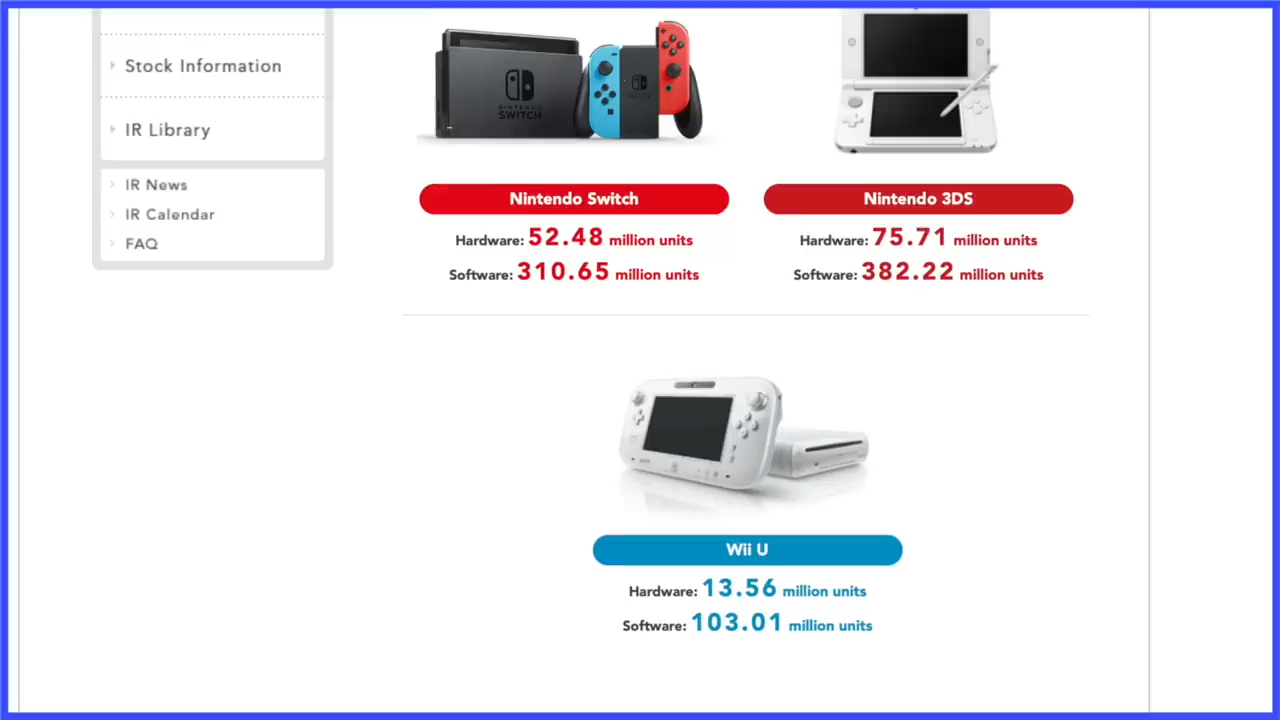 Stock Information
IR Library
IR News
IR Calendar
FAQ
NINTENDO
SWITCH
Nintendo Switch
Hardware: 52.48 million units
Software: 310.65 million units
Nintendo 3DS
Hardware: 75.71 million units
Software: 382.22 million units
Wii U
Hardware: 13.56 million units
Software: 103.01 million units